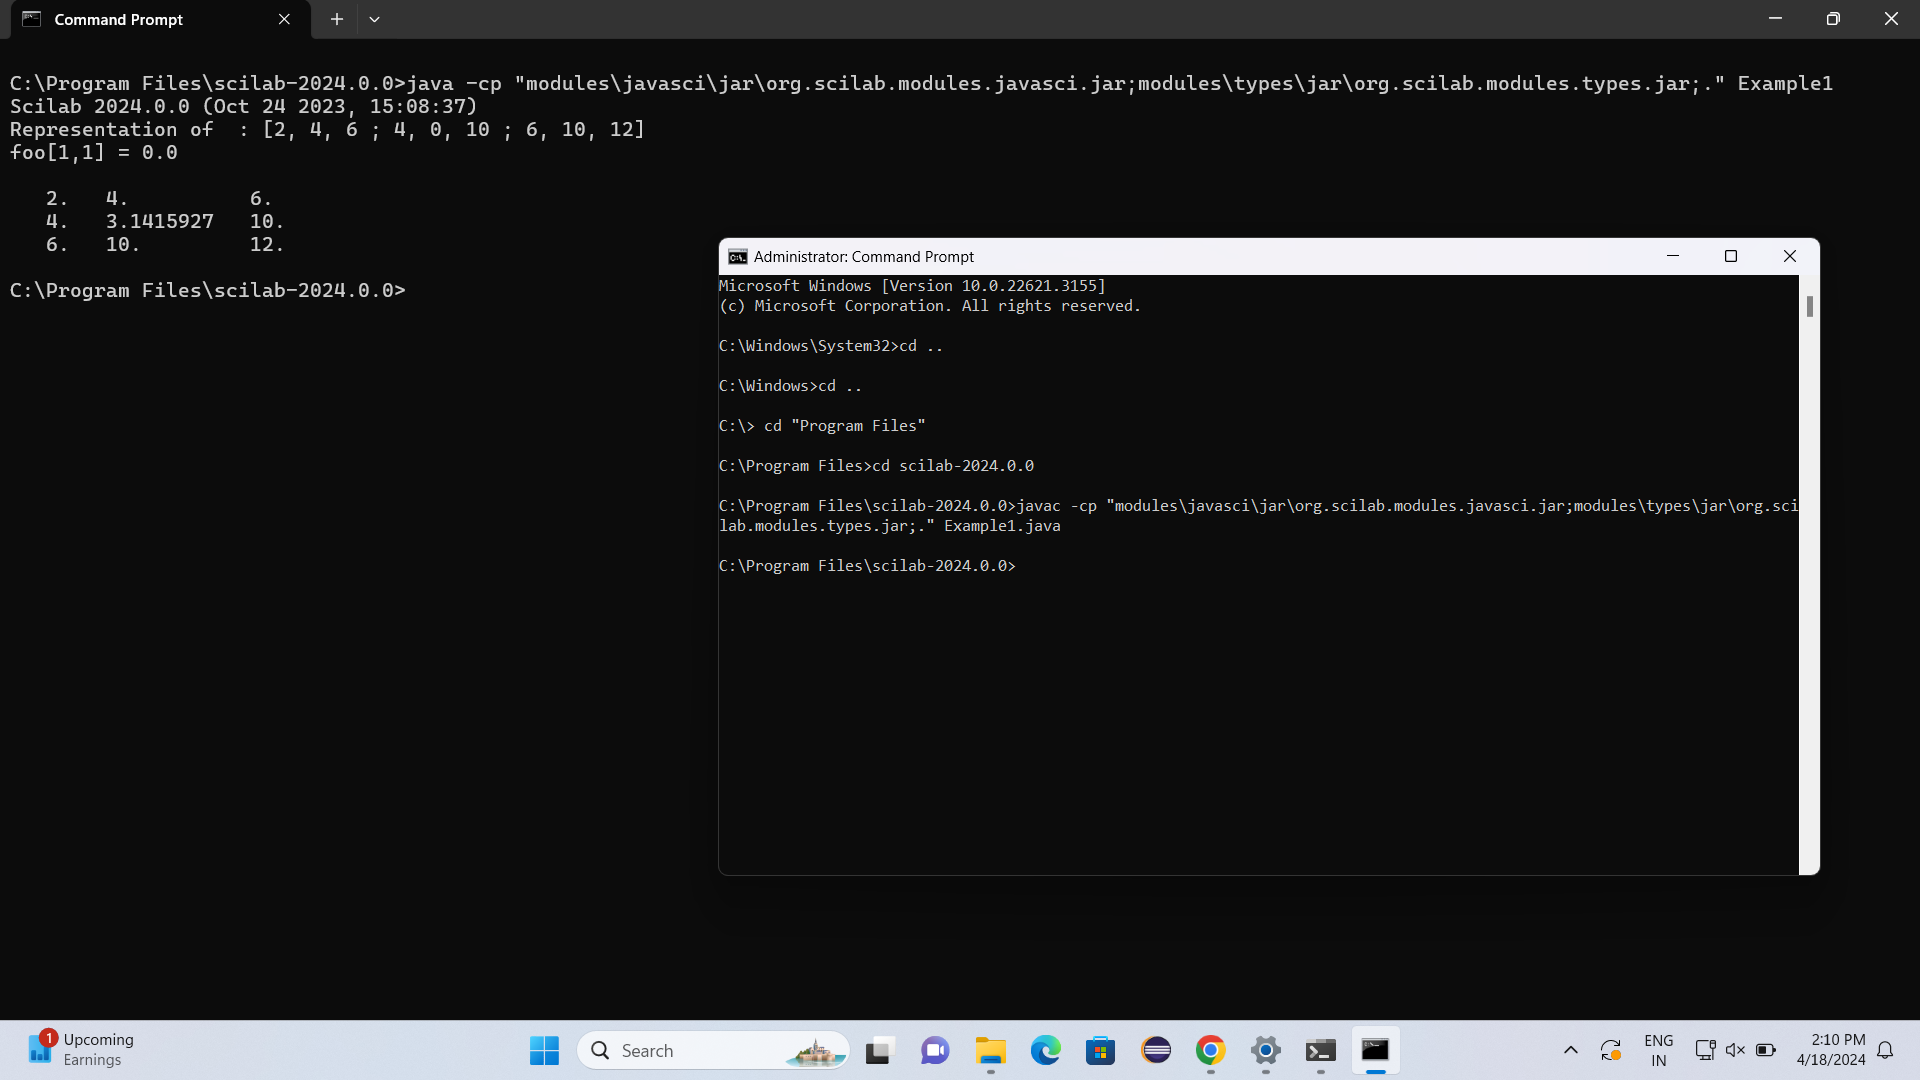 Command Prompt
C:\Program Files\scilab-2024.0.0>java -cp "modules\javasci\jar\org.scilab.modules.javasci.jar;modules\types\jar\org.scilab.modules.types.jar;." Example1
Scilab 2024.0.0 (Oct 24 2023, 15:08:37)
Representation of  : [2, 4, 6 ; 4, 0, 10 ; 6, 10, 12]
foo[1,1] = 0.0
2.   4.          6.
4.   3.1415927   10.
6.   10.         12.
C:\Program Files\scilab-2024.0.0>
Administrator: Command Prompt
Microsoft Windows [Version 10.0.22621.3155]
(c) Microsoft Corporation. All rights reserved.
C:\Windows\System32>cd ..
C:\Windows>cd ..
C:\> cd "Program Files"
C:\Program Files>cd scilab-2024.0.0
C:\Program Files\scilab-2024.0.0>javac -cp "modules\javasci\jar\org.scilab.modules.javasci.jar;modules\types\jar\org.sci
lab.modules.types.jar;." Example1.java
C:\Program Files\scilab-2024.0.0>
1
Upcoming
Earnings
Search
ENG
IN
2:10 PM
4/18/2024